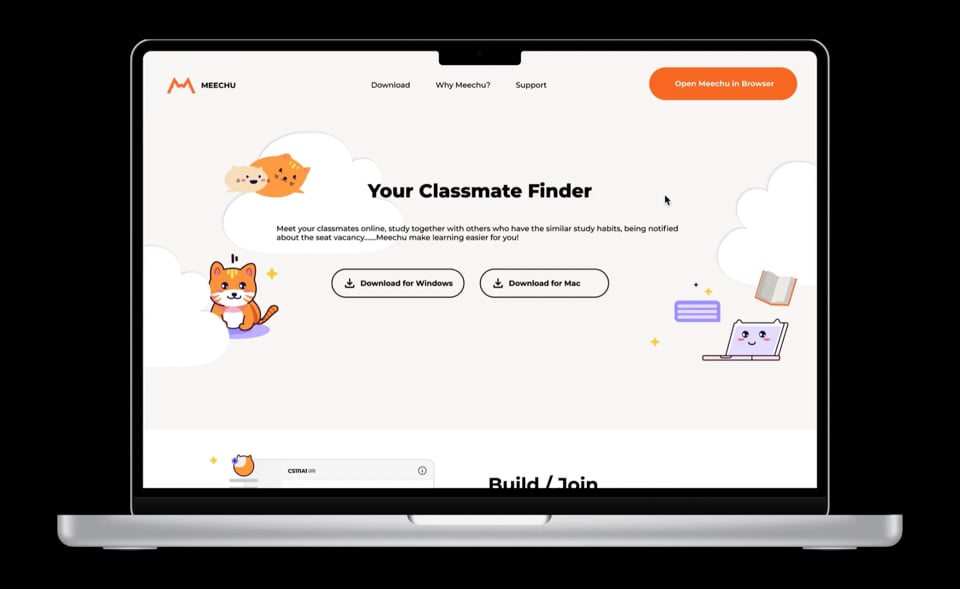 MEECHU
Download
Why Meechu?
Support
Open Meechu in Browser
Your Classmate Finder
Meet your classmates online, study together with others who have the similar study habits, being notified
about the seat vacancy......Meechu make learning easier for you!
Download for Windows
Download for Mac
CS111A1
Build / Join